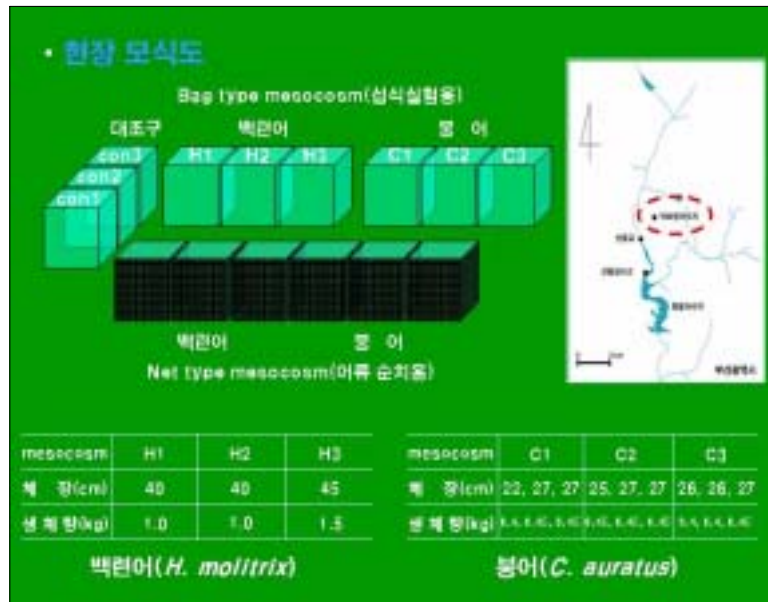 • 현장 모식도
Bag type mesocosm(섭식실험용)
대조구 백련어 붕 어
con3 H1 H2 H3 C1 C2 C3
con2
con1
백련어 붕 어
Net type mesocosm(어류 순치용)
mesocosm H1 H2 H3
체 장(cm) 40 40 45
생 체 량(kg) 1.0 1.0 1.5
백련어(H. molitrix)
mesocosm C1 C2 C3
체 장(cm) 22, 27, 27 25, 27, 27 26, 26, 27
생 체 량(kg)
붕어(C. auratus)